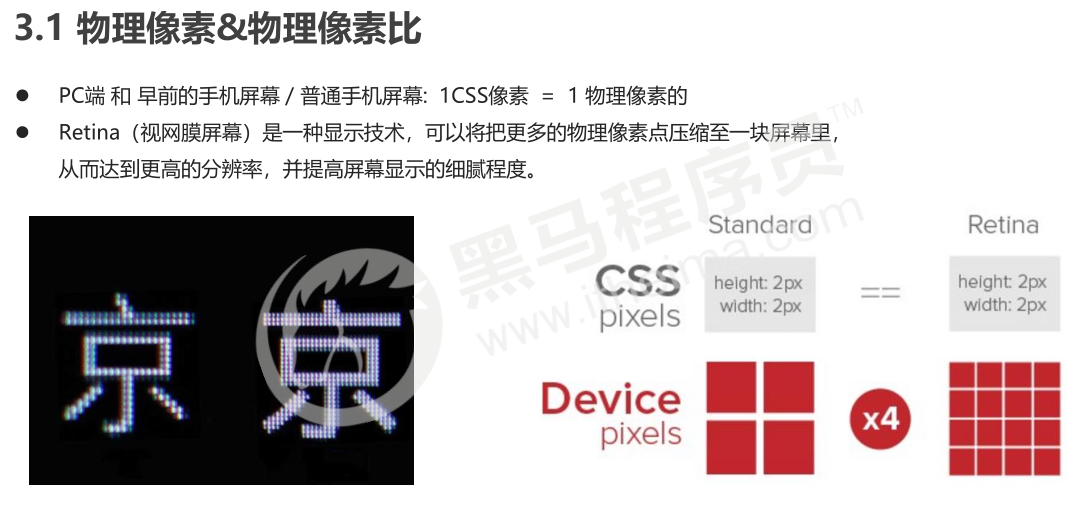 3.1 物理像素&物理像素比
● PC端 和 早前的手机屏幕 / 普通手机屏幕: 1CSS像素 = 1 物理像素的
● Retina（视网膜屏幕）是一种显示技术，可以将把更多的物理像素点压缩至一块屏幕里，
从而达到更高的分辨率，并提高屏幕显示的细腻程度。
黑马程序员™
www.itheima.com
京 京
Standard Retina
CSS
pixels
height: 2px
width: 2px
==
height: 2px
width: 2px
Device
pixels
x4